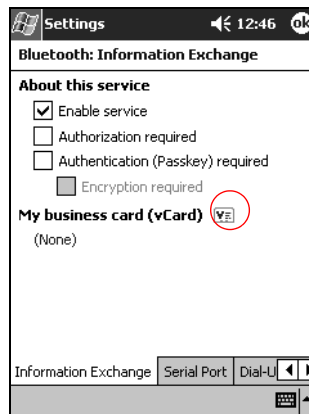 Settings 12:46 ok
Bluetooth: Information Exchange
About this service
Enable service
Authorization required
Authentication (Passkey) required
Encryption required
My business card (vCard)
(None)
Information Exchange Serial Port Dial-U